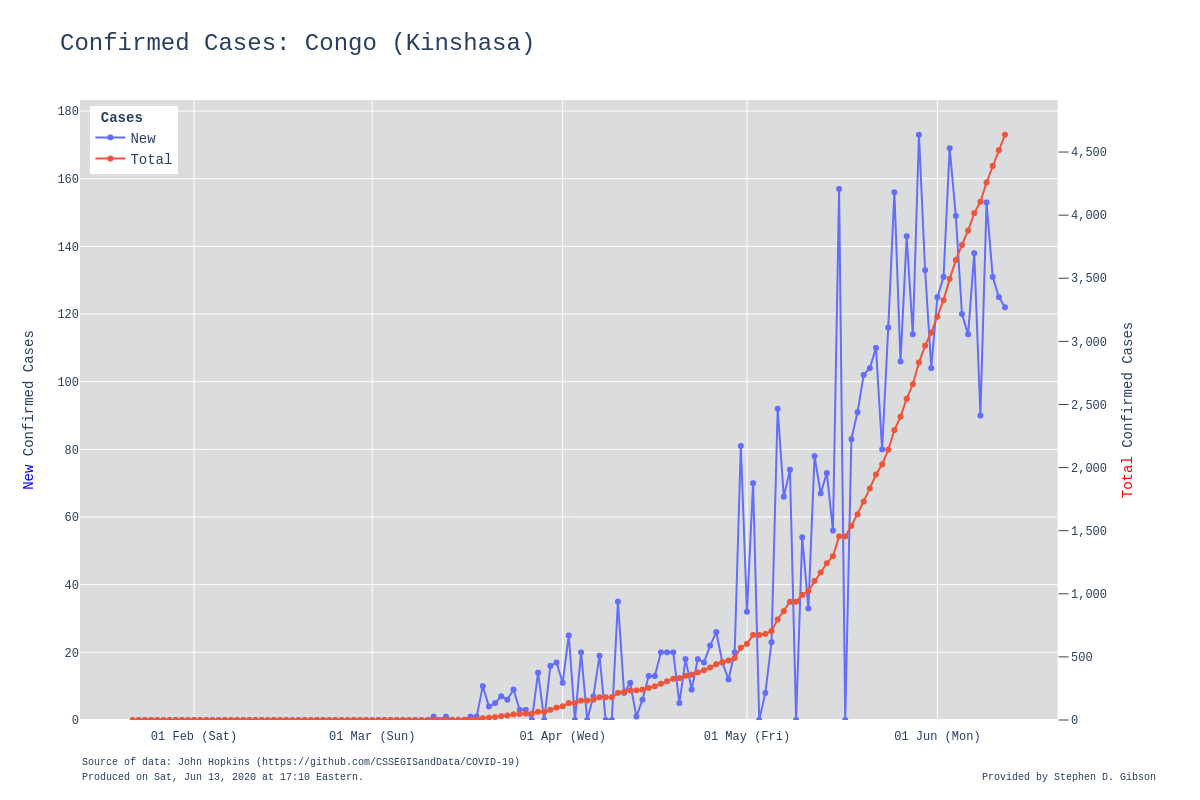 Confirmed Cases: Congo (Kinshasa)
Cases
New
Total
180
160
140
120
100
80
60
40
20
0
New Confirmed Cases
4,500
4,000
3,500
3,000
2,500
2,000
1,500
1,000
500
0
Total Confirmed Cases
01 Feb (Sat) 01 Mar (Sun) 01 Apr (Wed) 01 May (Fri) 01 Jun (Mon)
Source of data: John Hopkins (https://github.com/CSSEGISandData/COVID-19)
Produced on Sat, Jun 13, 2020 at 17:10 Eastern.
Provided by Stephen D. Gibson